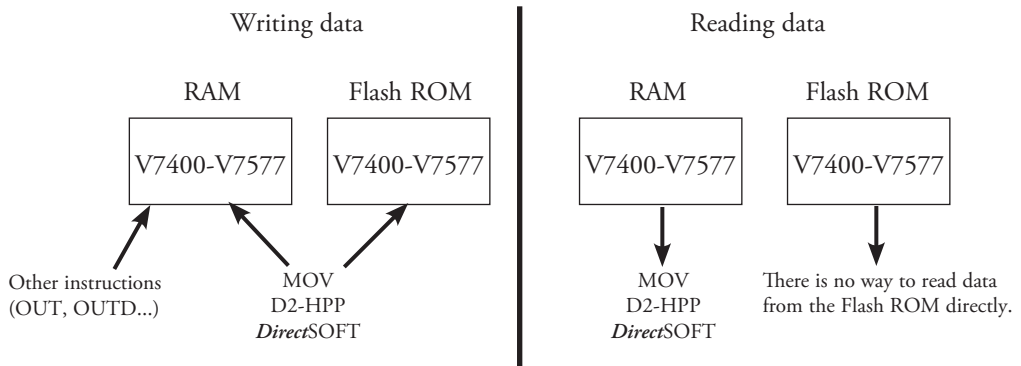 Writing data
RAM
Flash ROM
V7400-V7577
V7400-V7577
Other instructions
(OUT, OUTD...)
MOV
D2-HPP
DirectSOFT
Reading data
RAM
Flash ROM
V7400-V7577
V7400-V7577
MOV
D2-HPP
DirectSOFT
There is no way to read data
from the Flash ROM directly.